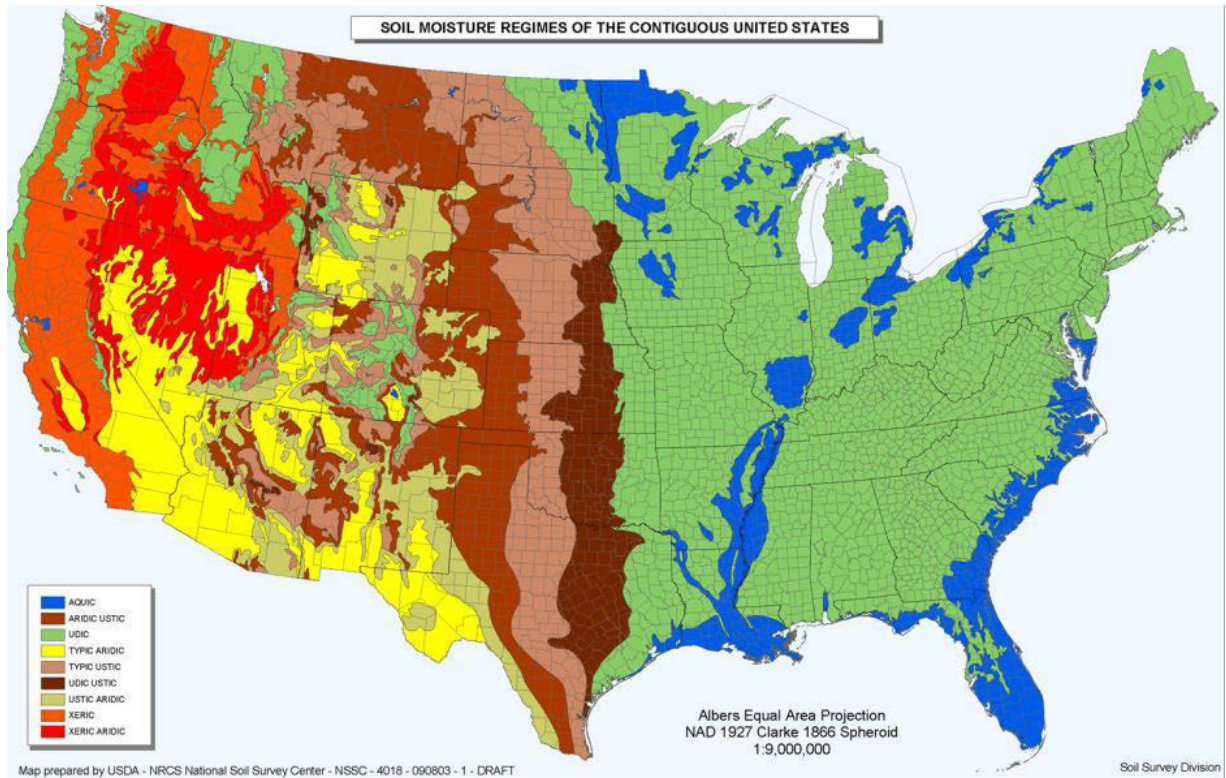 SOIL MOISTURE REGIMES OF THE CONTIGUOUS UNITED STATES
AQUIC
ARIDIC USTIC
UDIC
TYPIC ARIDIC
TYPIC USTIC
UDIC USTIC
USTIC ARIDIC
XERIC
XERIC ARIDIC
Albers Equal Area Projection
NAD 1927 Clarke 1866 Spheroid
1:9,000,000
Map prepared by USDA - NRCS National Soil Survey Center - NSSC - 4018 - 090803 - 1 - DRAFT
Soil Survey Division